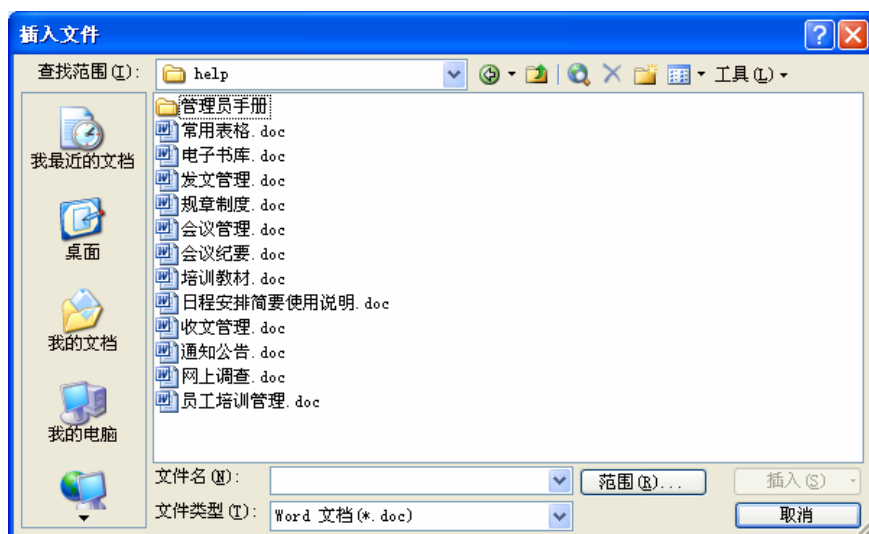 插入文件
查找范围(I): help 工具(L)
管理员手册
常用表格.doc
电子书库.doc
发文管理.doc
规章制度.doc
会议管理.doc
会议纪要.doc
培训教材.doc
日程安排简要使用说明.doc
收文管理.doc
通知公告.doc
网上调查.doc
员工培训管理.doc
我最近的文档
桌面
我的文档
我的电脑
文件名(N): 范围(R)... 插入(S)
文件类型(T): Word 文档(*.doc) 取消